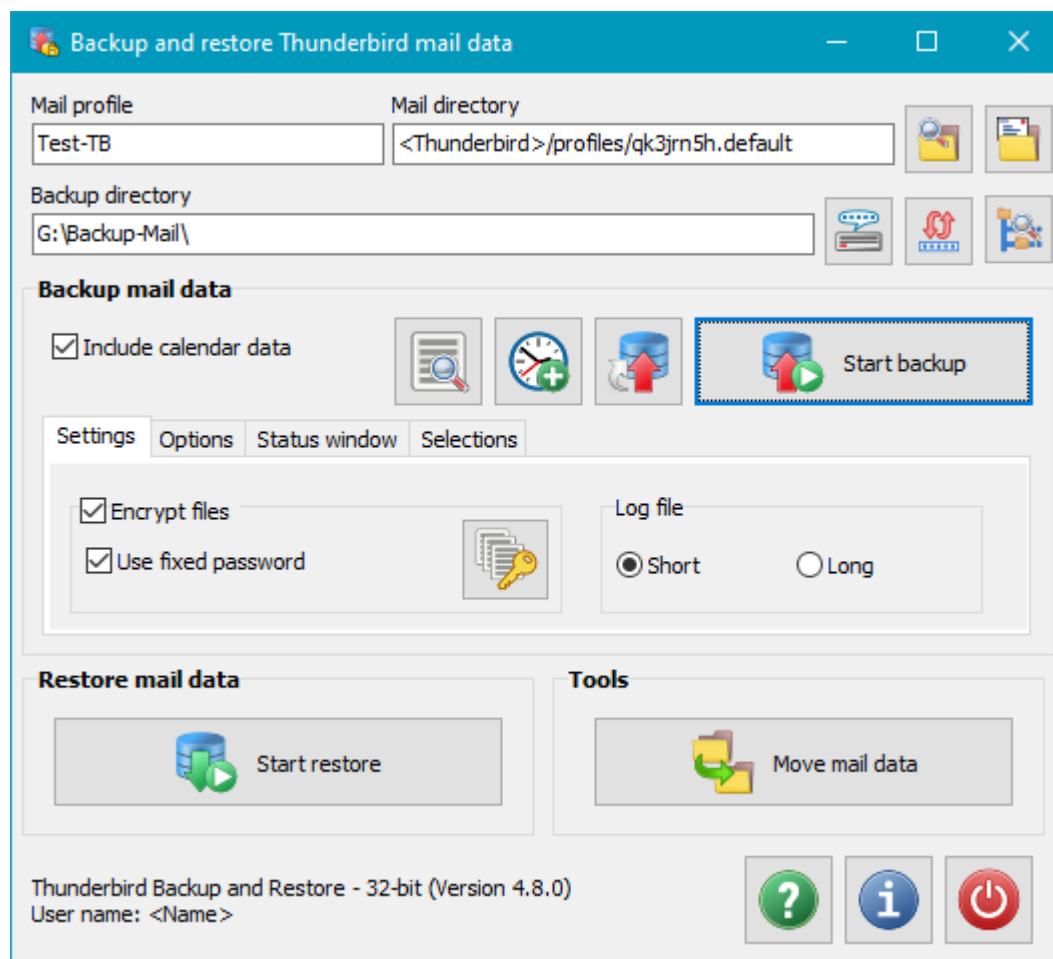 Backup and restore Thunderbird mail data
Mail profile
Mail directory
Test-TB
<Thunderbird>/profiles/qk3jrn5h.default
Backup directory
G:\Backup-Mail\
Backup mail data
Include calendar data
Start backup
Settings
Options
Status window
Selections
Encrypt files
Use fixed password
Log file
Short
Long
Restore mail data
Start restore
Tools
Move mail data
Thunderbird Backup and Restore - 32-bit (Version 4.8.0)
User name: <Name>